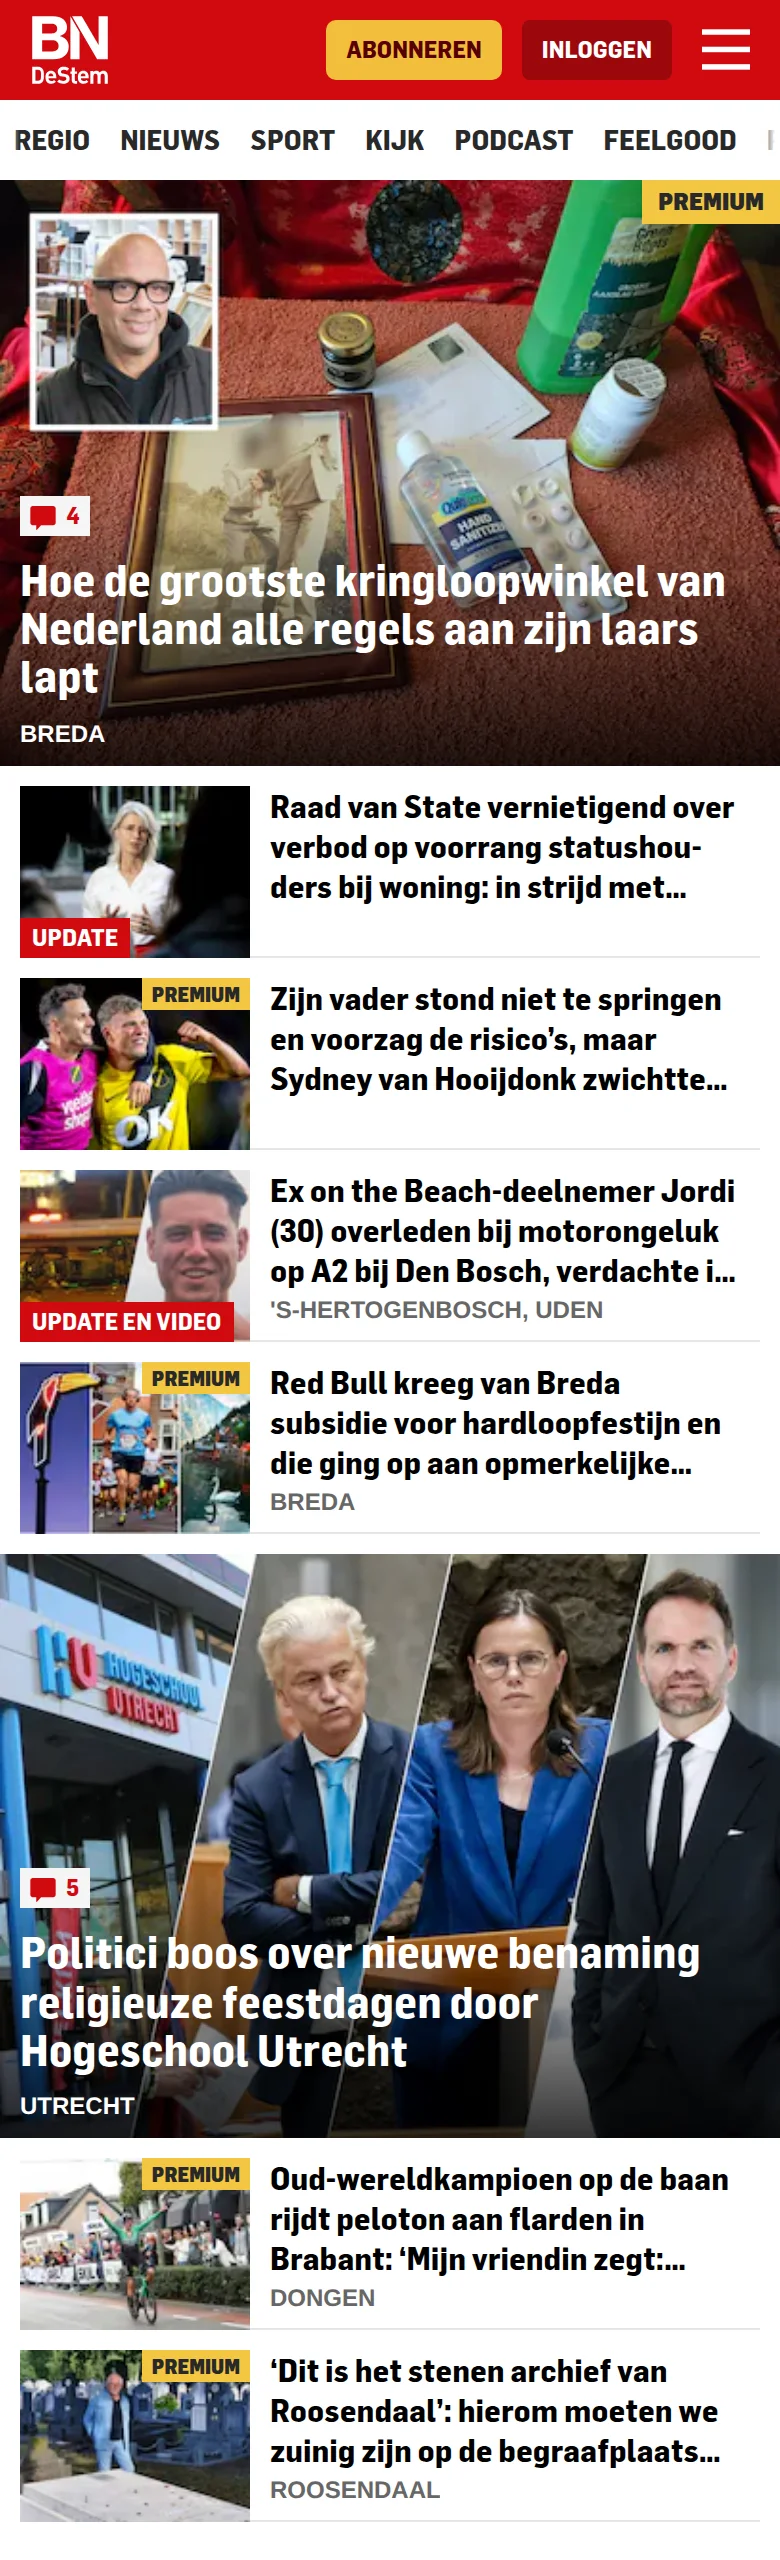 BN
DeStem
ABONNEREN
INLOGGEN
REGIO NIEUWS SPORT KIJK PODCAST FEELGOOD
PREMIUM
HAND
SANITIZER
4
Hoe de grootste kringloopwinkel van
Nederland alle regels aan zijn laars
lapt
BREDA
Raad van State vernietigend over
verbod op voorrang statushou-
ders bij woning: in strijd met...
UPDATE
PREMIUM
OK
Zijn vader stond niet te springen
en voorzag de risico’s, maar
Sydney van Hooijdonk zwichtte...
Ex on the Beach-deelnemer Jordi
(30) overleden bij motorongeluk
op A2 bij Den Bosch, verdachte i...
'S-HERTOGENBOSCH, UDEN
UPDATE EN VIDEO
PREMIUM
Red Bull kreeg van Breda
subsidie voor hardloopfestijn en
die ging op aan opmerkelijke...
BREDA
HU HOGESCHOOL
UTRECHT
5
Politici boos over nieuwe benaming
religieuze feestdagen door
Hogeschool Utrecht
UTRECHT
PREMIUM
Oud-wereldkampioen op de baan
rijdt peloton aan flarden in
Brabant: ‘Mijn vriendin zegt:...
DONGEN
PREMIUM
‘Dit is het stenen archief van
Roosendaal’: hierom moeten we
zuinig zijn op de begraafplaats...
ROOSENDAAL